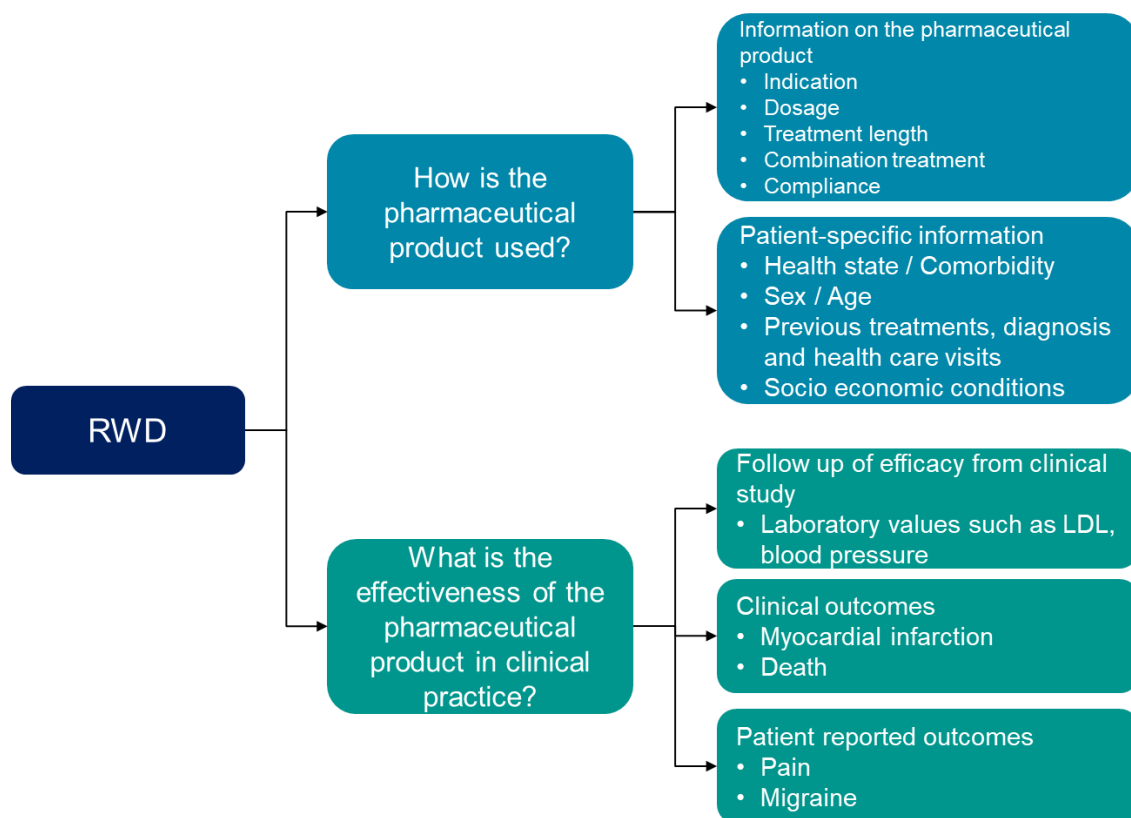 RWD
How is the
pharmaceutical
product used?
Information on the pharmaceutical
product
• Indication
• Dosage
• Treatment length
• Combination treatment
• Compliance
Patient-specific information
• Health state / Comorbidity
• Sex / Age
• Previous treatments, diagnosis
and health care visits
• Socio economic conditions
What is the
effectiveness of the
pharmaceutical
product in clinical
practice?
Follow up of efficacy from clinical
study
• Laboratory values such as LDL,
blood pressure
Clinical outcomes
• Myocardial infarction
• Death
Patient reported outcomes
• Pain
• Migraine